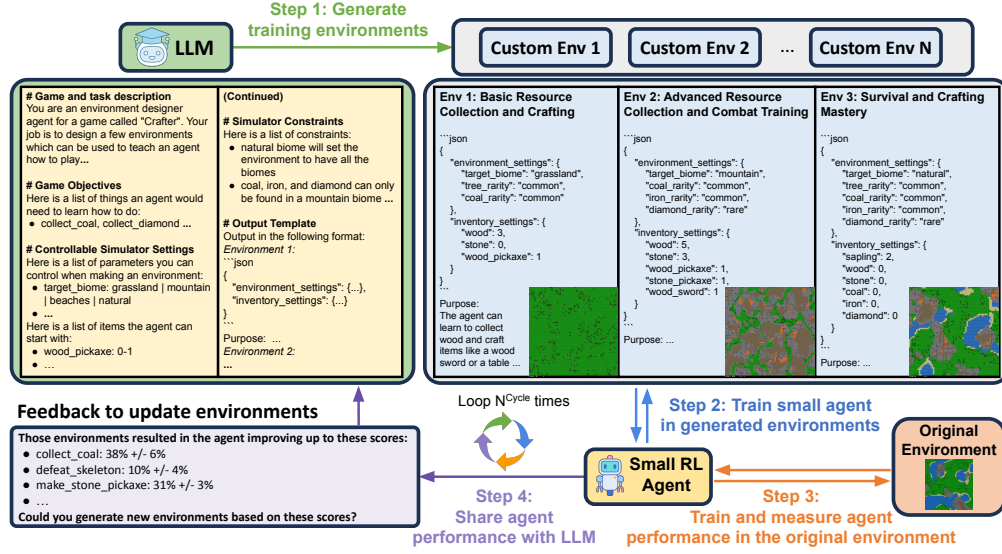 Step 1: Generate
training environments
LLM
Custom Env 1
Custom Env 2
...
Custom Env N
# Game and task description
You are an environment designer
agent for a game called "Crafter". Your
job is to design a few environments
which can be used to teach an agent
how to play...
# Game Objectives
Here is a list of things an agent
would need to learn how to do:
● collect_coal, collect_diamond ...
# Controllable Simulator Settings
Here is a list of parameters you can
control when making an environment:
● target_biome: grassland | mountain
| beaches | natural
● ...
Here is a list of items the agent can
start with:
● wood_pickaxe: 0-1
● ...
(Continued)
# Simulator Constraints
Here is a list of constraints:
● natural biome will set the
environment to have all the
biomes
● coal, iron, and diamond can only
be found in a mountain biome ...
# Output Template
Output in the following format:
Environment 1:
```json
{
"environment_settings": {...},
"inventory_settings": {...}
}
```
Purpose: ...
Environment 2:
...
Env 1: Basic Resource
Collection and Crafting
```json
{
"environment_settings": {
"target_biome": "grassland",
"tree_rarity": "common",
"coal_rarity": "common"
},
"inventory_settings": {
"wood": 3,
"stone": 0,
"wood_pickaxe": 1
}
}
```
Purpose:
The agent can
learn to collect
wood and craft
items like a wood
sword or a table ...
Env 2: Advanced Resource
Collection and Combat Training
```json
{
"environment_settings": {
"target_biome": "mountain",
"coal_rarity": "common",
"iron_rarity": "common",
"diamond_rarity": "rare"
},
"inventory_settings": {
"wood": 5,
"stone": 3,
"wood_pickaxe": 1,
"stone_pickaxe": 1,
"wood_sword": 1
}
}
```
Purpose: ...
Env 3: Survival and Crafting
Mastery
```json
{
"environment_settings": {
"target_biome": "natural",
"tree_rarity": "common",
"coal_rarity": "common",
"iron_rarity": "common",
"diamond_rarity": "rare"
},
"inventory_settings": {
"sapling": 2,
"wood": 0,
"stone": 0,
"coal": 0,
"iron": 0,
"diamond": 0
}
}
```
Purpose: ...
Feedback to update environments
Those environments resulted in the agent improving up to these scores:
● collect_coal: 38% +/- 6%
● defeat_skeleton: 10% +/- 4%
● make_stone_pickaxe: 31% +/- 3%
● ...
Could you generate new environments based on these scores?
Loop N^Cycle times
Step 2: Train small agent
in generated environments
Small RL
Agent
Original
Environment
Step 4:
Share agent
performance with LLM
Step 3:
Train and measure agent
performance in the original environment